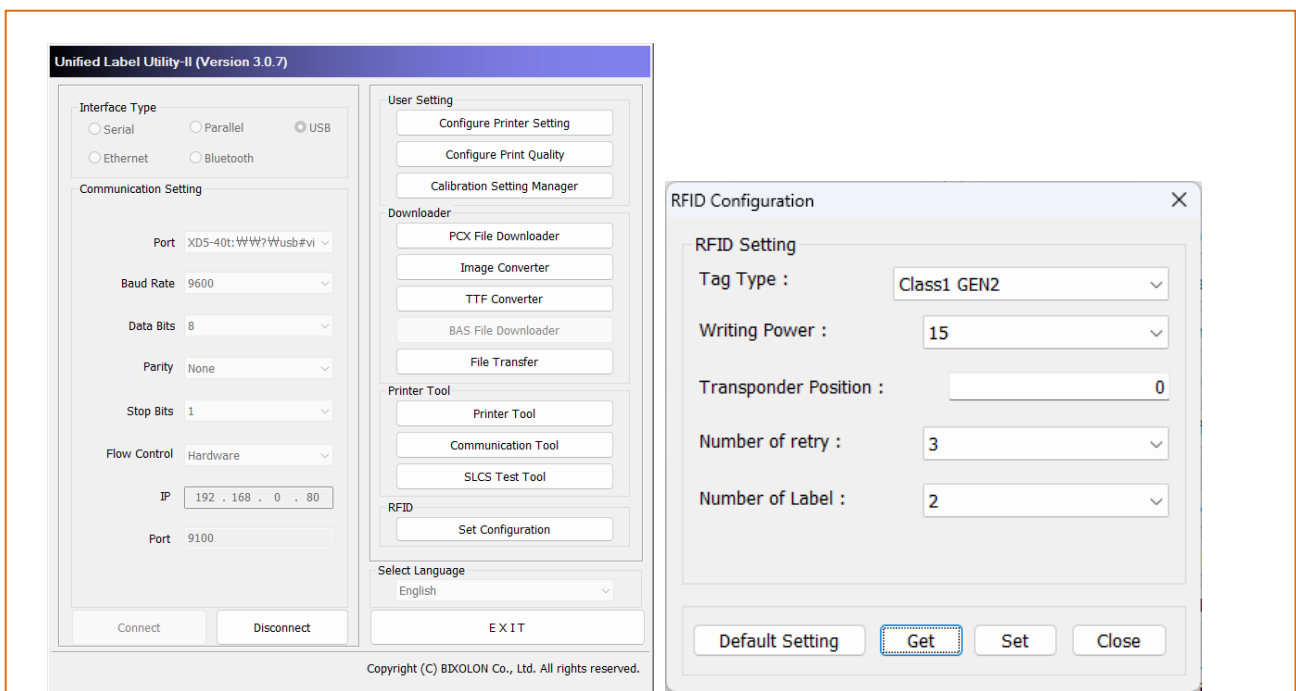 Unified Label Utility-II (Version 3.0.7)
Interface Type
Serial
Parallel
USB
Ethernet
Bluetooth
Communication Setting
Port XD5-40t:₩₩?₩usb#vi
Baud Rate 9600
Data Bits 8
Parity None
Stop Bits 1
Flow Control Hardware
IP 192 . 168 . 0 . 80
Port 9100
Connect
Disconnect
User Setting
Configure Printer Setting
Configure Print Quality
Calibration Setting Manager
Downloader
PCX File Downloader
Image Converter
TTF Converter
BAS File Downloader
File Transfer
Printer Tool
Printer Tool
Communication Tool
SLCS Test Tool
RFID
Set Configuration
Select Language
English
E X I T
Copyright (C) BIXOLON Co., Ltd. All rights reserved.
RFID Configuration
RFID Setting
Tag Type : Class1 GEN2
Writing Power : 15
Transponder Position : 0
Number of retry : 3
Number of Label : 2
Default Setting
Get
Set
Close